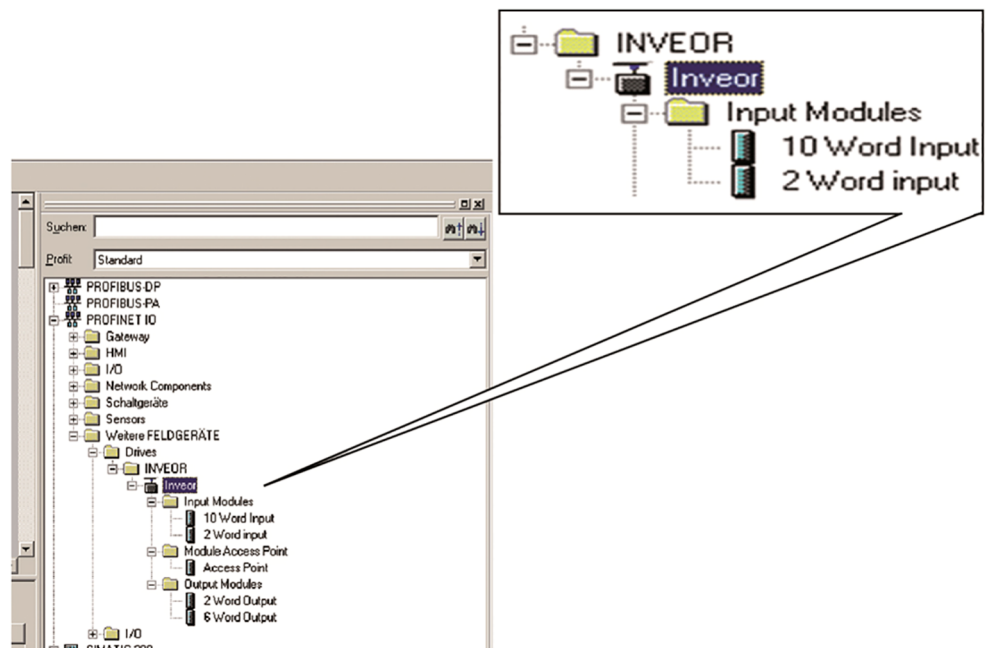 INVEOR
Inveor
Input Modules
10 Word Input
2 Word input
Suchen:
Profil:
Standard
PROFIBUS-DP
PROFIBUS-PA
PROFINET IO
Gateway
HMI
I/O
Network Components
Schaltgeräte
Sensors
Weitere FELDGERÄTE
Drives
INVEOR
Inveor
Input Modules
10 Word Input
2 Word input
Module Access Point
Access Point
Output Modules
2 Word Output
6 Word Output
I/O